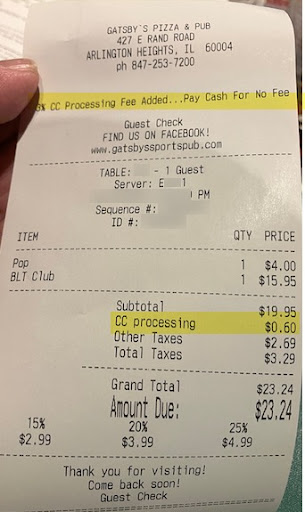 GATSBY'S PIZZA & PUB
427 E RAND ROAD
ARLINGTON HEIGHTS, IL 60004
ph 847-253-7200
3% CC Processing Fee Added...Pay Cash For No Fee
Guest Check
FIND US ON FACEBOOK!
www.gatsbyssportspub.com
TABLE: - 1 Guest
Server: E 1
PM
Sequence #:
ID #:
ITEM QTY PRICE
Pop 1 $4.00
BLT Club 1 $15.95
Subtotal $19.95
CC processing $0.60
Other Taxes $2.69
Total Taxes $3.29
Grand Total $23.24
Amount Due: $23.24
15% 20% 25%
$2.99 $3.99 $4.99
Thank you for visiting!
Come back soon!
Guest Check